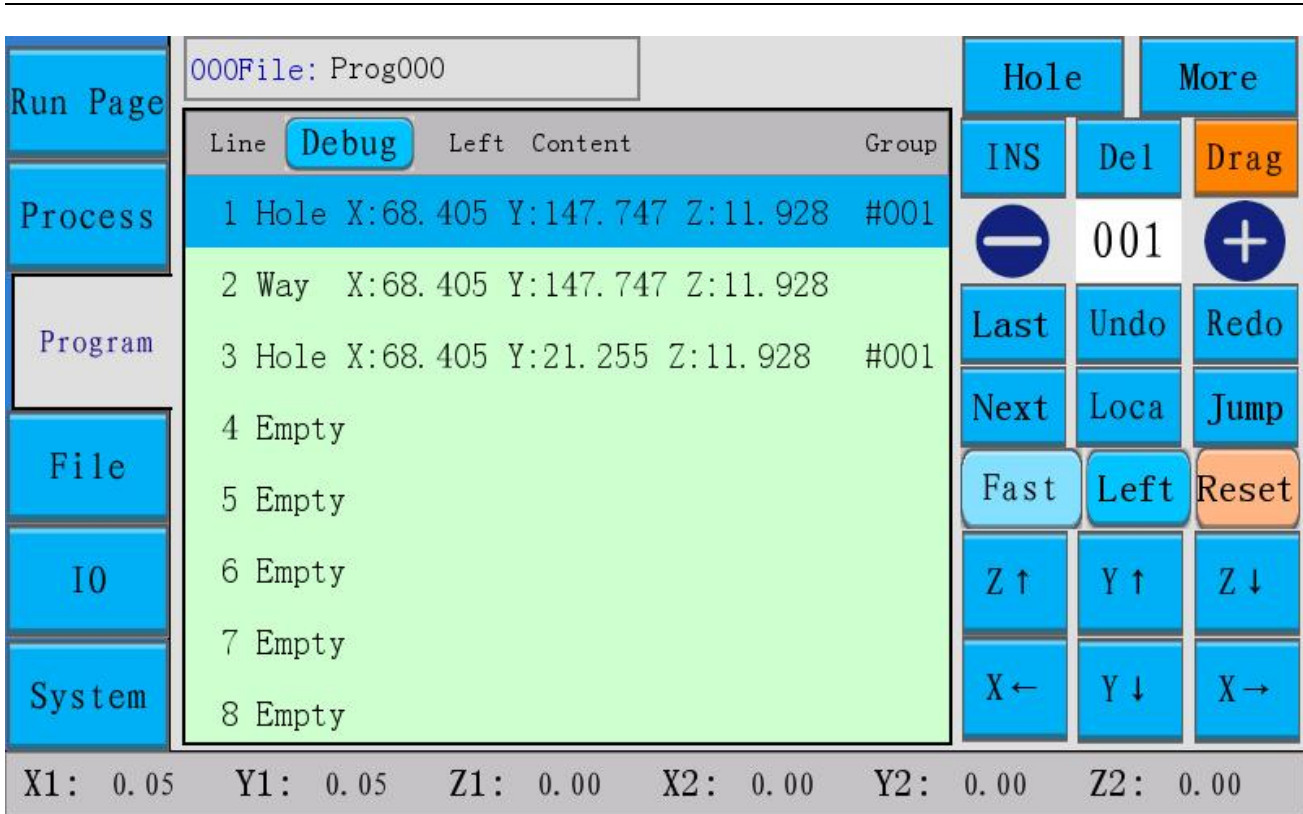 Run Page
Process
Program
File
IO
System
000File: Prog000
Line Debug Left Content Group
1 Hole X:68.405 Y:147.747 Z:11.928 #001
2 Way X:68.405 Y:147.747 Z:11.928
3 Hole X:68.405 Y:21.255 Z:11.928 #001
4 Empty
5 Empty
6 Empty
7 Empty
8 Empty
Hole More
INS Del Drag
− 001 +
Last Undo Redo
Next Loca Jump
Fast Left Reset
Z↑ Y↑ Z↓
X← Y↓ X→
X1: 0.05 Y1: 0.05 Z1: 0.00 X2: 0.00 Y2: 0.00 Z2: 0.00